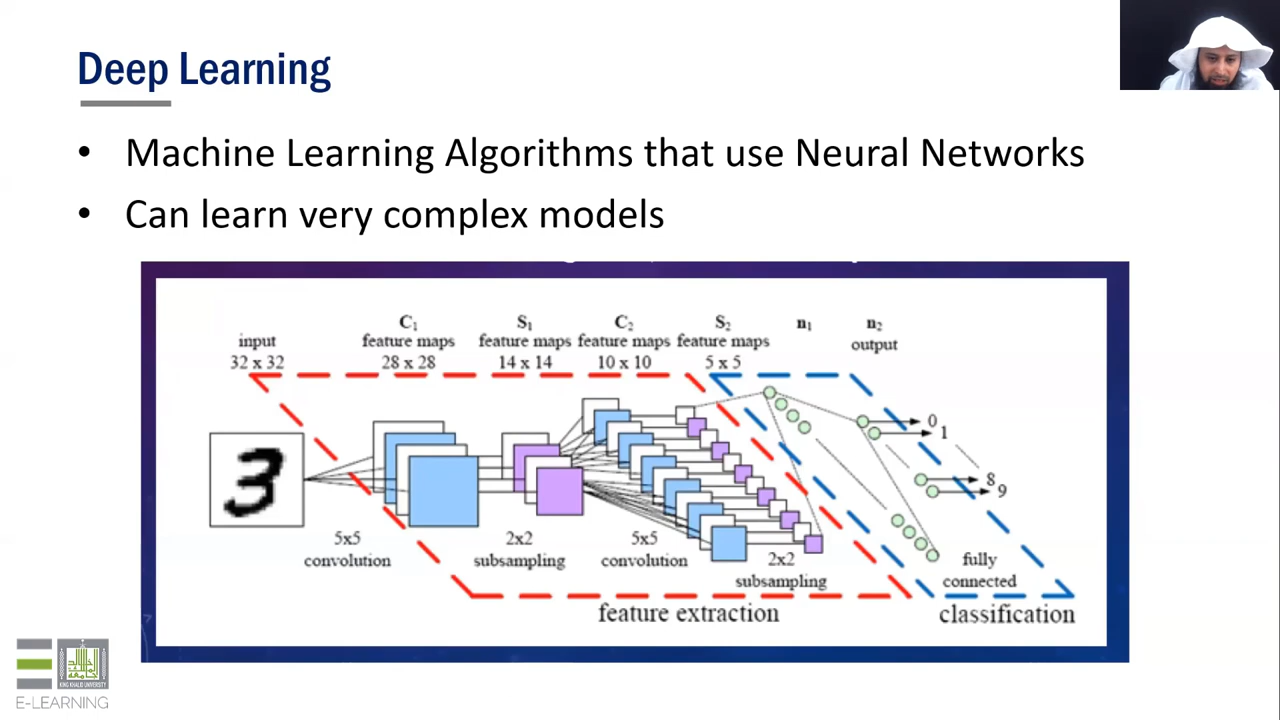 Deep Learning
• Machine Learning Algorithms that use Neural Networks
• Can learn very complex models
C1 S1 C2 S2 n1 n2
input feature maps feature maps feature maps feature maps output
32 x 32 28 x 28 14 x 14 10 x 10 5 x 5
0
1
8
9
5x5 2x2 5x5 2x2 fully
convolution subsampling convolution subsampling connected
feature extraction classification
KING KHALID UNIVERSITY
E-LEARNING